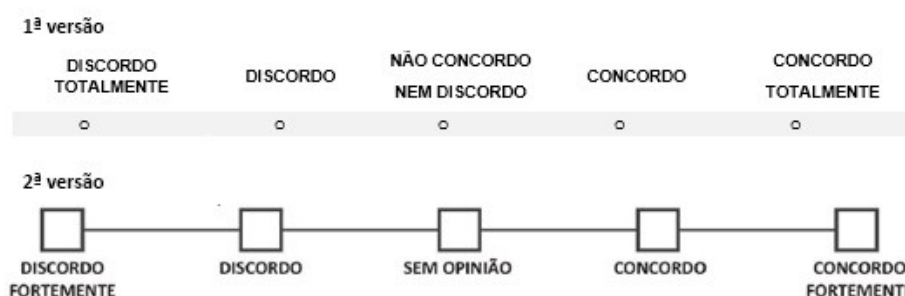 1ª versão
DISCORDO TOTALMENTE
DISCORDO
NÃO CONCORDO NEM DISCORDO
CONCORDO
CONCORDO TOTALMENTE
2ª versão
DISCORDO FORTEMENTE
DISCORDO
SEM OPINIÃO
CONCORDO
CONCORDO FORTEMENTE